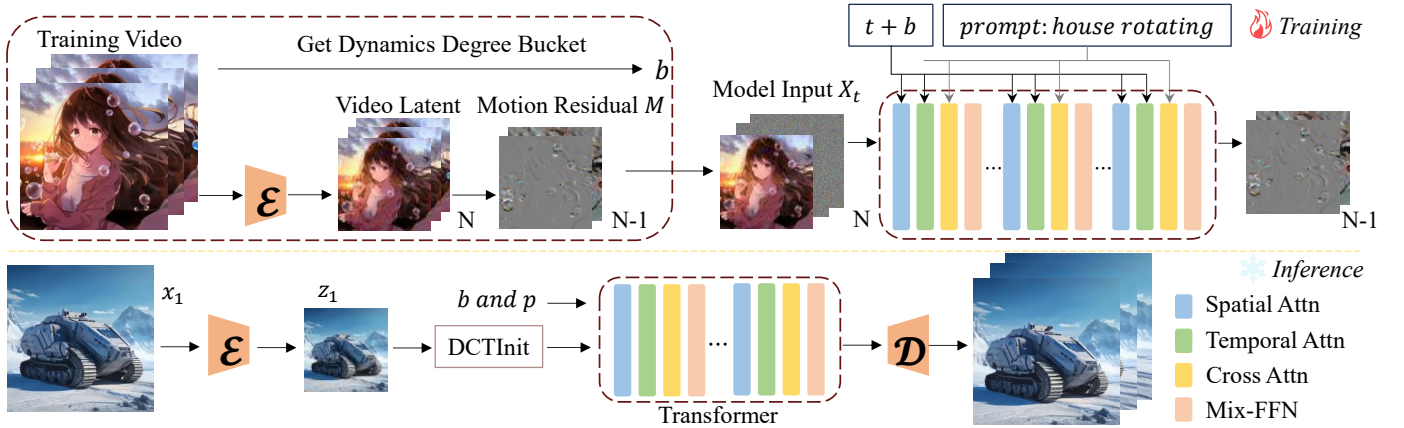 Training Video
Get Dynamics Degree Bucket
b
Video Latent
Motion Residual M
ε
N
N-1
Model Input X_t
N
t + b
prompt: house rotating
Training
...
...
N-1
x_1
ε
z_1
b and p
DCTInit
...
Transformer
D
Inference
Spatial Attn
Temporal Attn
Cross Attn
Mix-FFN